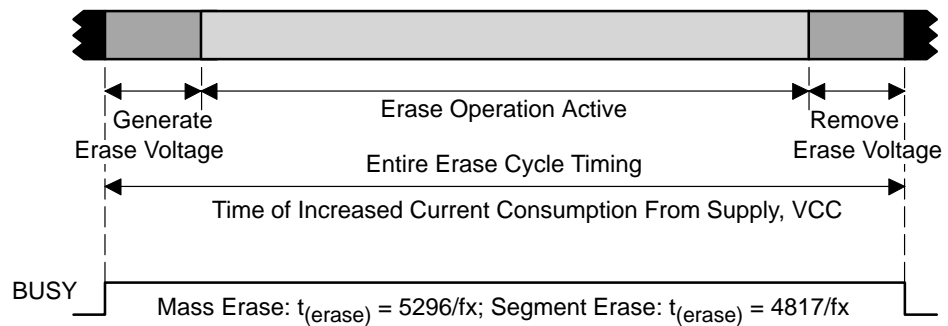 Generate
Erase Voltage
Erase Operation Active
Remove
Erase Voltage
Entire Erase Cycle Timing
Time of Increased Current Consumption From Supply, VCC
BUSY
Mass Erase: t(erase) = 5296/fx; Segment Erase: t(erase) = 4817/fx